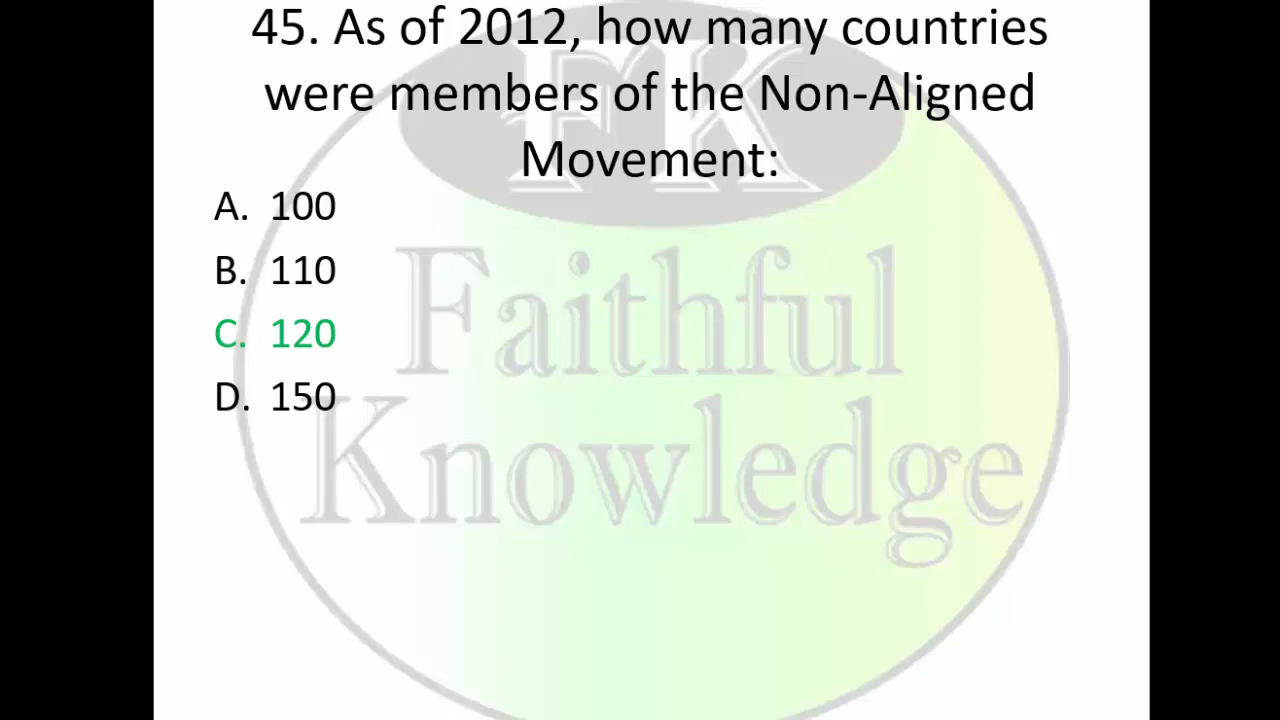 45. As of 2012, how many countries
were members of the Non-Aligned
Movement:
A. 100
B. 110
C. 120
D. 150
FK
Faithful
Knowledge